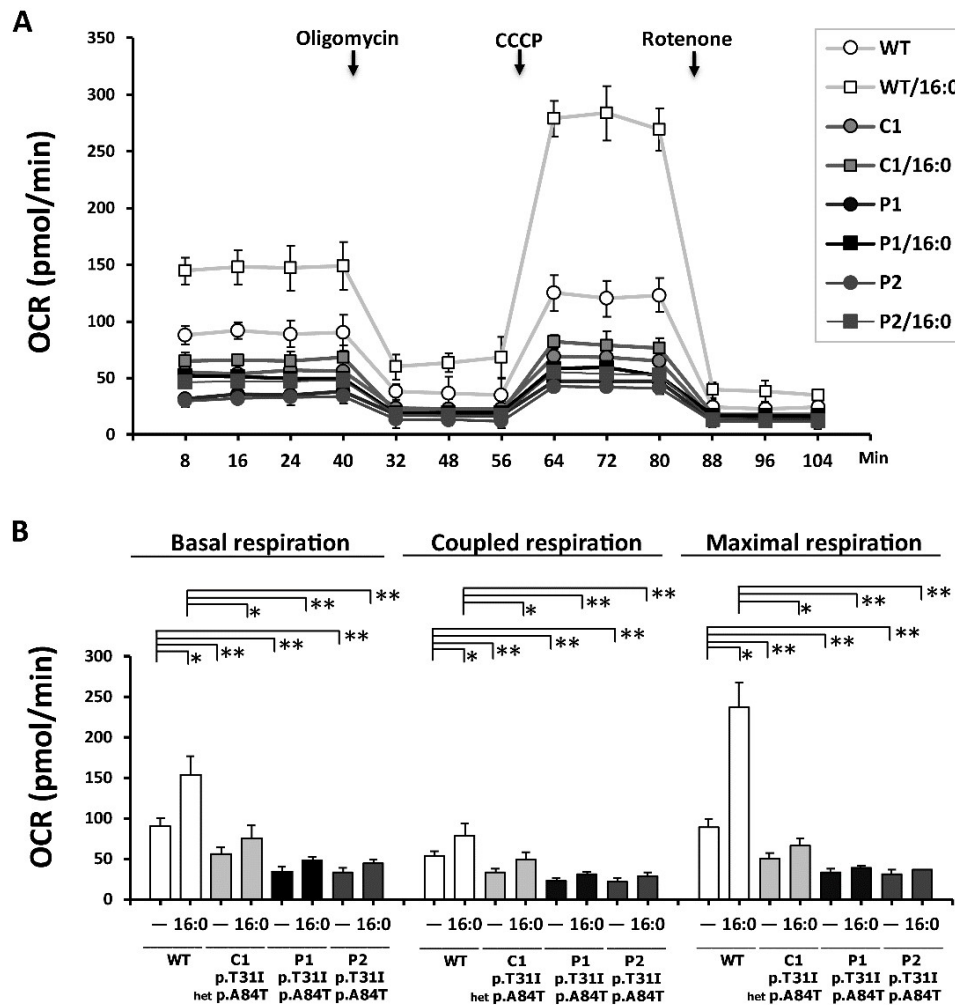 A
Oligomycin CCCP Rotenone
OCR (pmol/min)
350
300
250
200
150
100
50
0
8 16 24 40 32 48 56 64 72 80 88 96 104 Min
WT
WT/16:0
C1
C1/16:0
P1
P1/16:0
P2
P2/16:0
B
Basal respiration Coupled respiration Maximal respiration
** ** **
** ** **
* * *
** ** **
** ** **
** ** **
* * *
OCR (pmol/min)
300
250
200
150
100
50
0
— 16:0 — 16:0 — 16:0 — 16:0 — 16:0 — 16:0 — 16:0 — 16:0 — 16:0 — 16:0 — 16:0 — 16:0
WT C1 P1 P2 WT C1 P1 P2 WT C1 P1 P2
p.T31I p.T31I p.T31I p.T31I p.T31I p.T31I p.T31I p.T31I p.T31I
het p.A84T p.A84T p.A84T het p.A84T p.A84T p.A84T het p.A84T p.A84T p.A84T